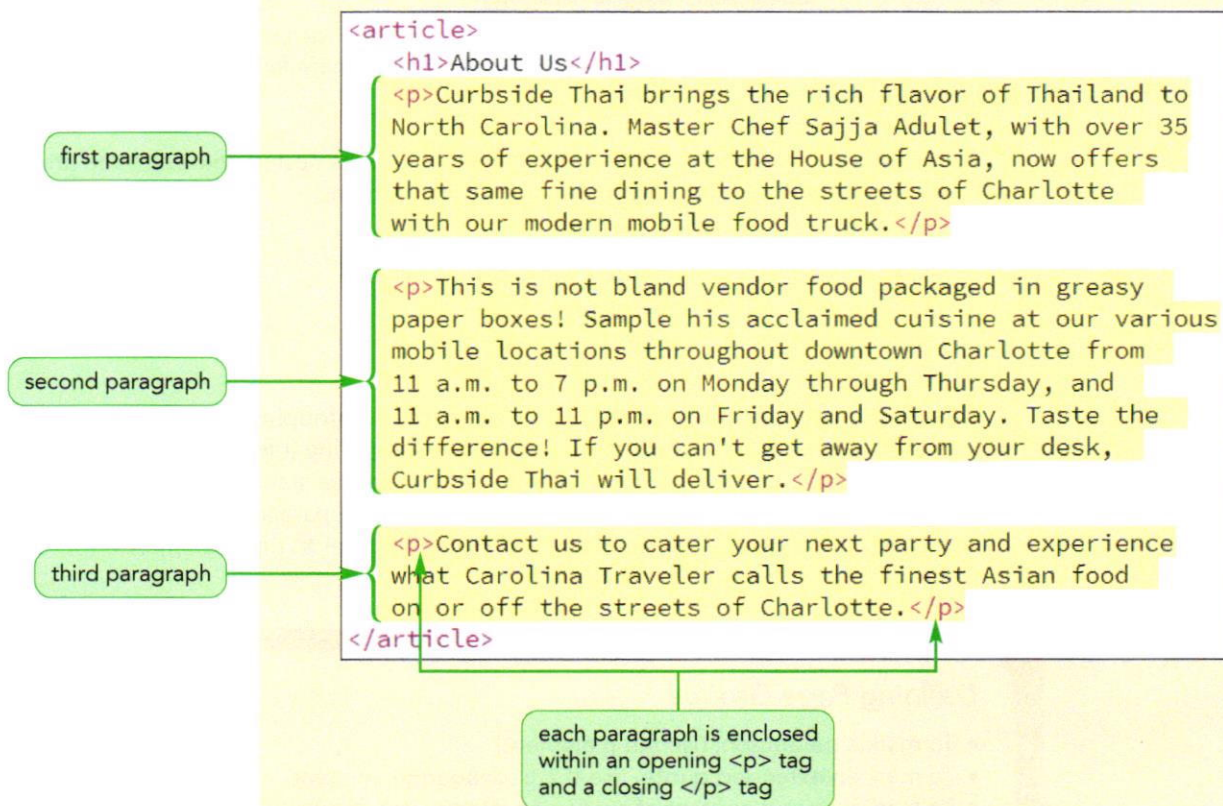 <article>
<h1>About Us</h1>
<p>Curbside Thai brings the rich flavor of Thailand to
North Carolina. Master Chef Sajja Adulet, with over 35
years of experience at the House of Asia, now offers
that same fine dining to the streets of Charlotte
with our modern mobile food truck.</p>
first paragraph
<p>This is not bland vendor food packaged in greasy
paper boxes! Sample his acclaimed cuisine at our various
mobile locations throughout downtown Charlotte from
11 a.m. to 7 p.m. on Monday through Thursday, and
11 a.m. to 11 p.m. on Friday and Saturday. Taste the
difference! If you can't get away from your desk,
Curbside Thai will deliver.</p>
second paragraph
<p>Contact us to cater your next party and experience
what Carolina Traveler calls the finest Asian food
on or off the streets of Charlotte.</p>
third paragraph
</article>
each paragraph is enclosed
within an opening <p> tag
and a closing </p> tag